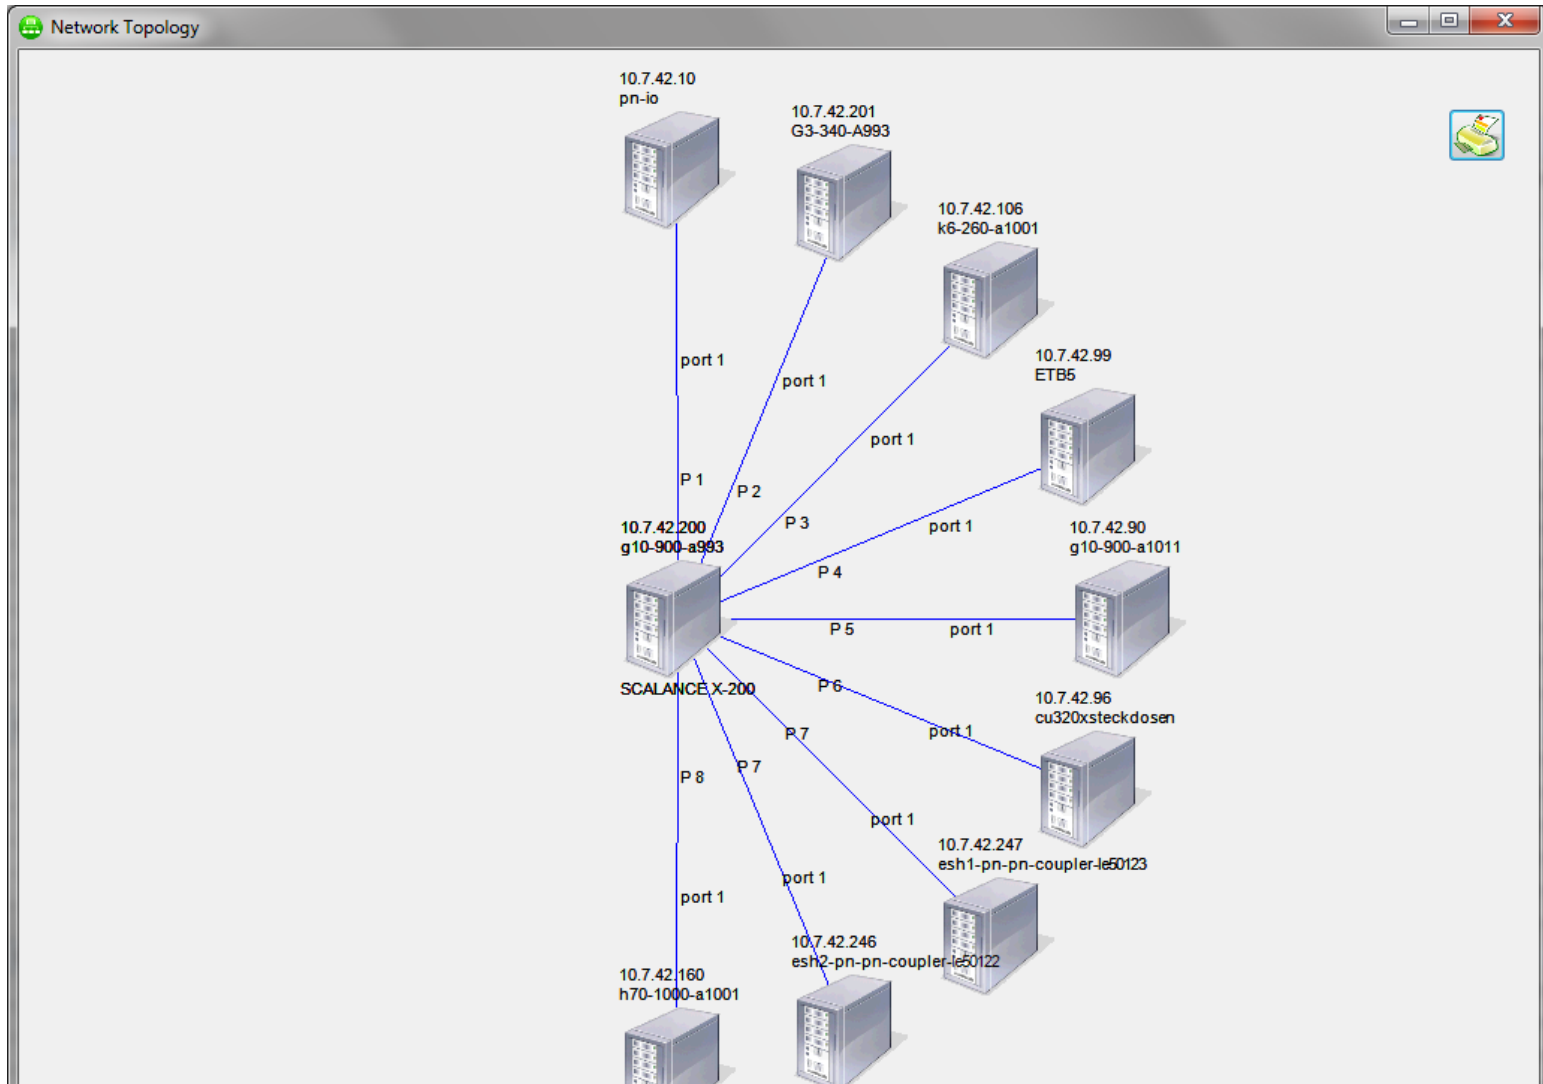 Network Topology
10.7.42.10
pn-io
10.7.42.201
G3-340-A993
10.7.42.106
k6-260-a1001
10.7.42.99
ETB5
port 1
port 1
port 1
P 1
P 2
P 3
port 1
10.7.42.200
g10-900-a993
10.7.42.90
g10-900-a1011
P 4
P 5
port 1
SCALANCE X-200
P 6
10.7.42.96
cu320xsteckdosen
port 1
P 7
P 7
P 8
port 1
10.7.42.247
esh1-pn-pn-coupler-le50123
port 1
port 1
10.7.42.246
esh2-pn-pn-coupler-le50122
10.7.42.160
h70-1000-a1001